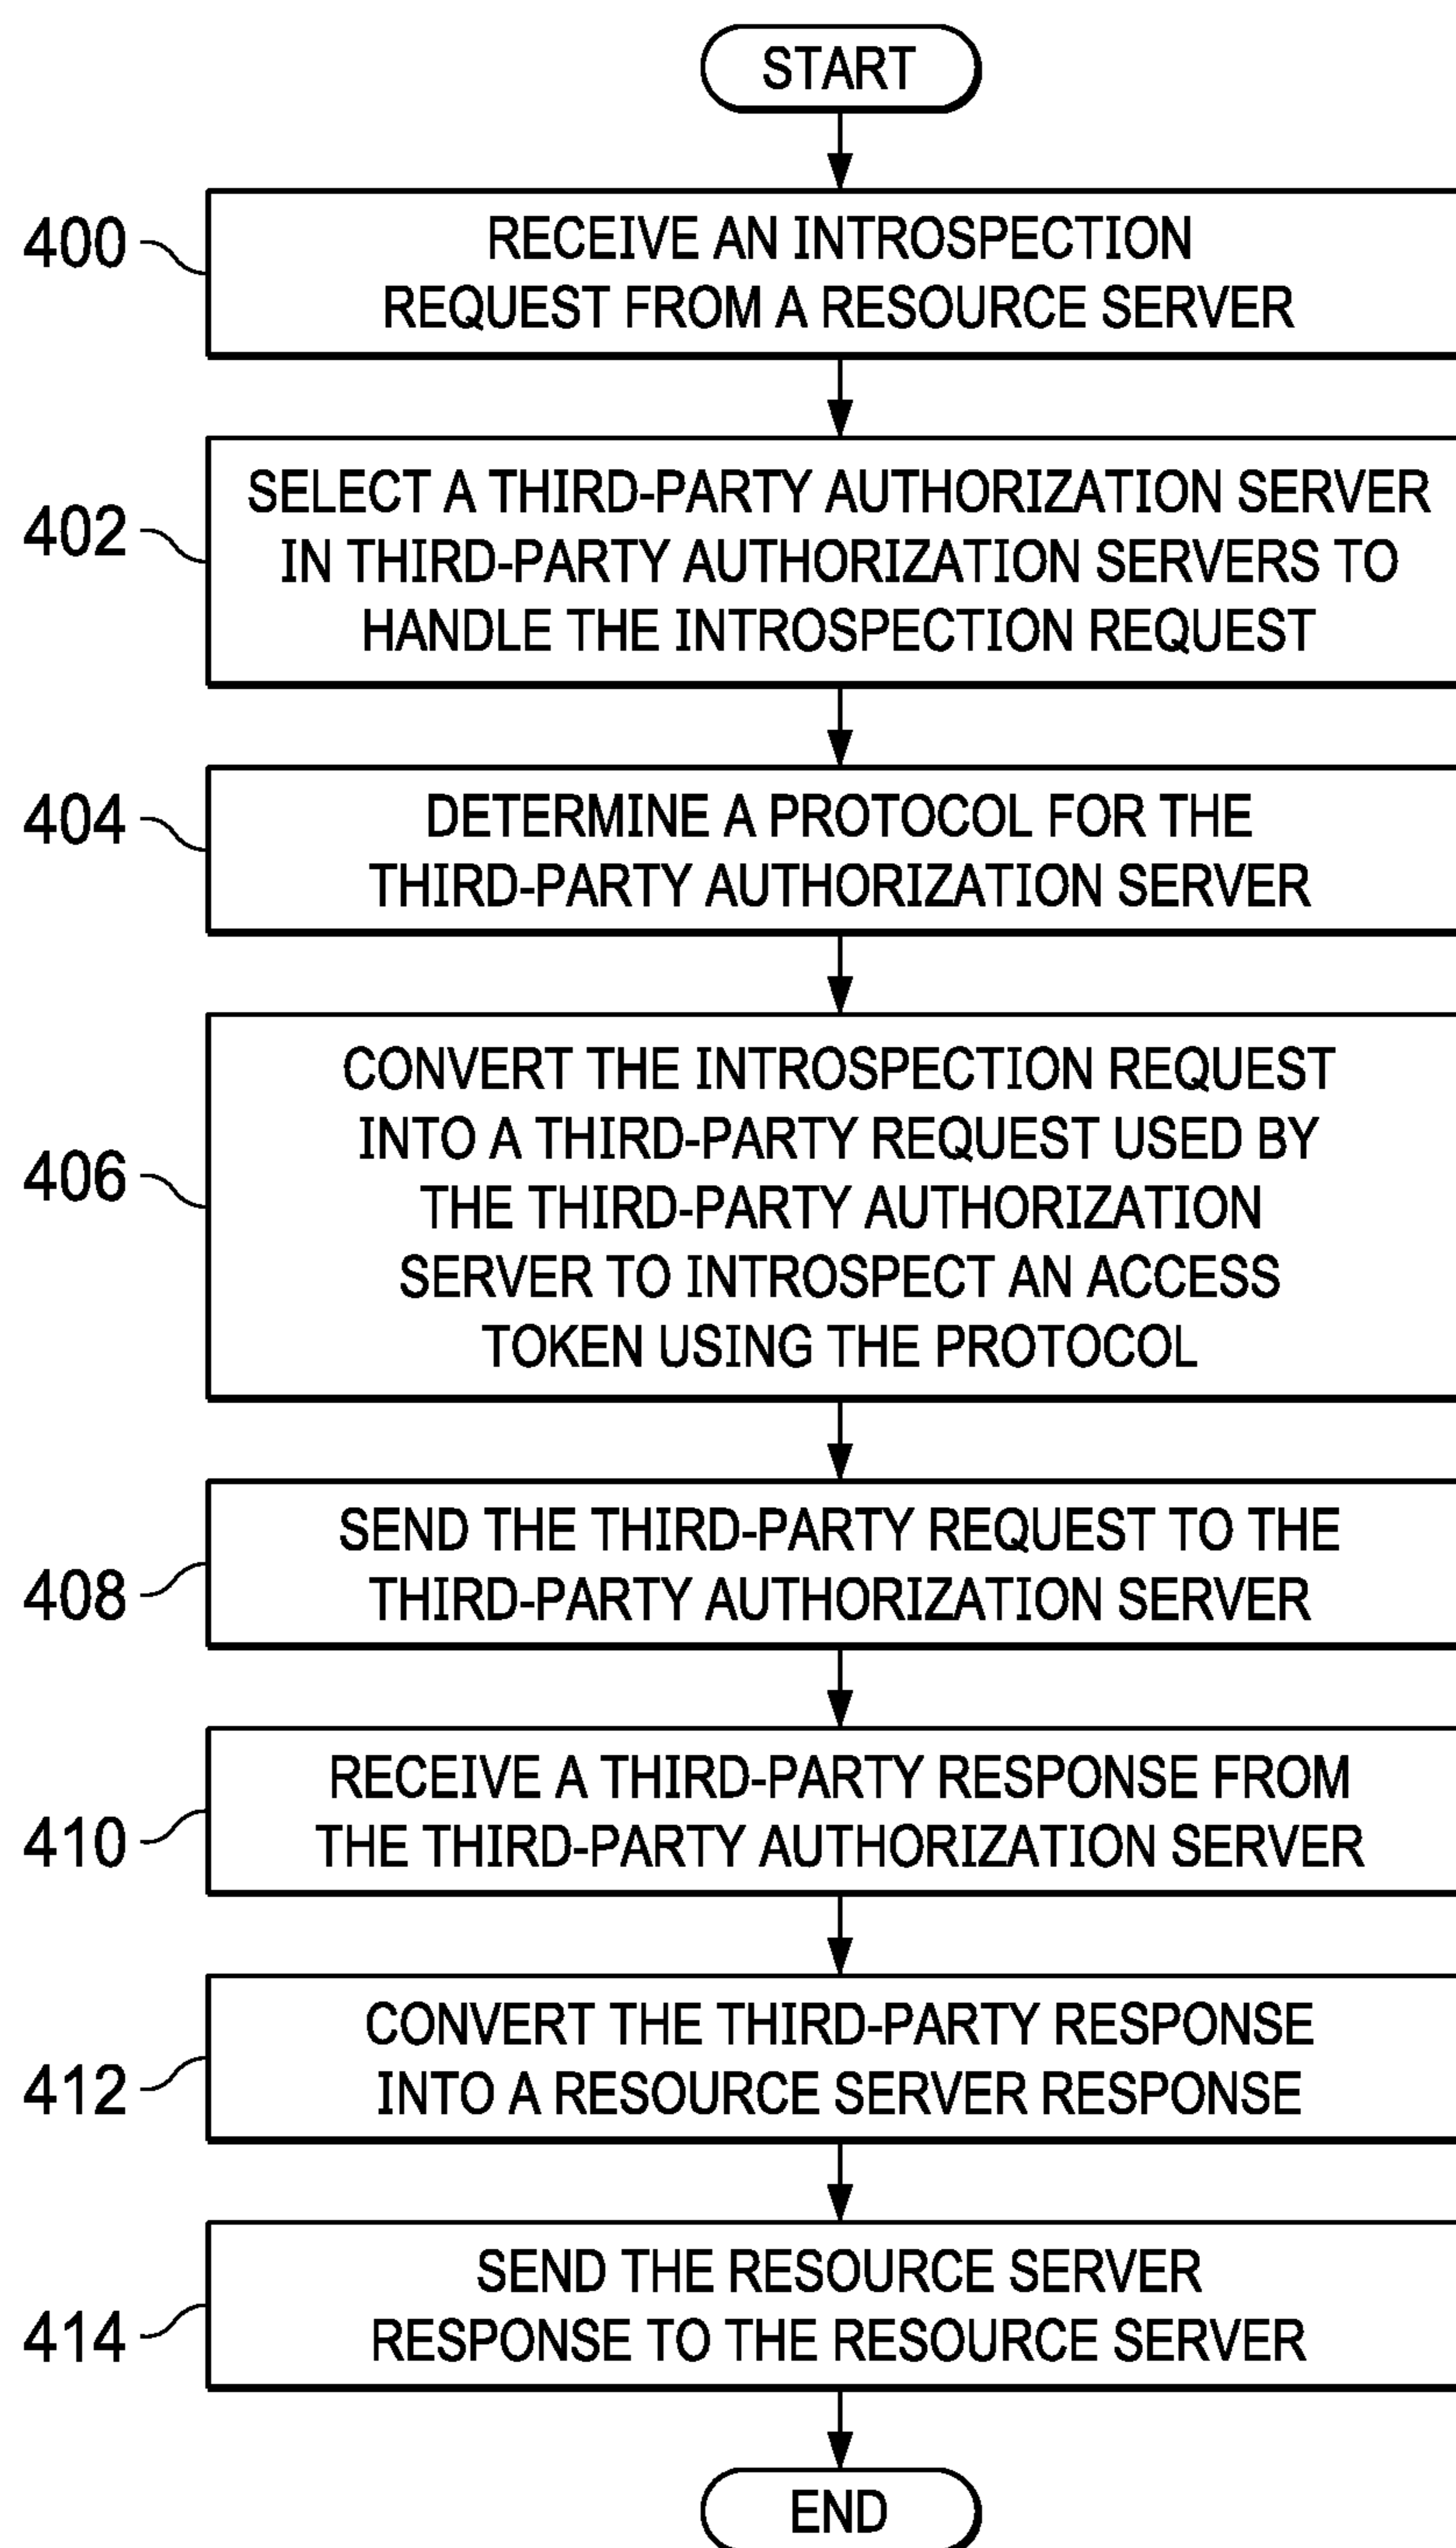 START
400
RECEIVE AN INTROSPECTION
REQUEST FROM A RESOURCE SERVER
402
SELECT A THIRD-PARTY AUTHORIZATION SERVER
IN THIRD-PARTY AUTHORIZATION SERVERS TO
HANDLE THE INTROSPECTION REQUEST
404
DETERMINE A PROTOCOL FOR THE
THIRD-PARTY AUTHORIZATION SERVER
406
CONVERT THE INTROSPECTION REQUEST
INTO A THIRD-PARTY REQUEST USED BY
THE THIRD-PARTY AUTHORIZATION
SERVER TO INTROSPECT AN ACCESS
TOKEN USING THE PROTOCOL
408
SEND THE THIRD-PARTY REQUEST TO THE
THIRD-PARTY AUTHORIZATION SERVER
410
RECEIVE A THIRD-PARTY RESPONSE FROM
THE THIRD-PARTY AUTHORIZATION SERVER
412
CONVERT THE THIRD-PARTY RESPONSE
INTO A RESOURCE SERVER RESPONSE
414
SEND THE RESOURCE SERVER
RESPONSE TO THE RESOURCE SERVER
END